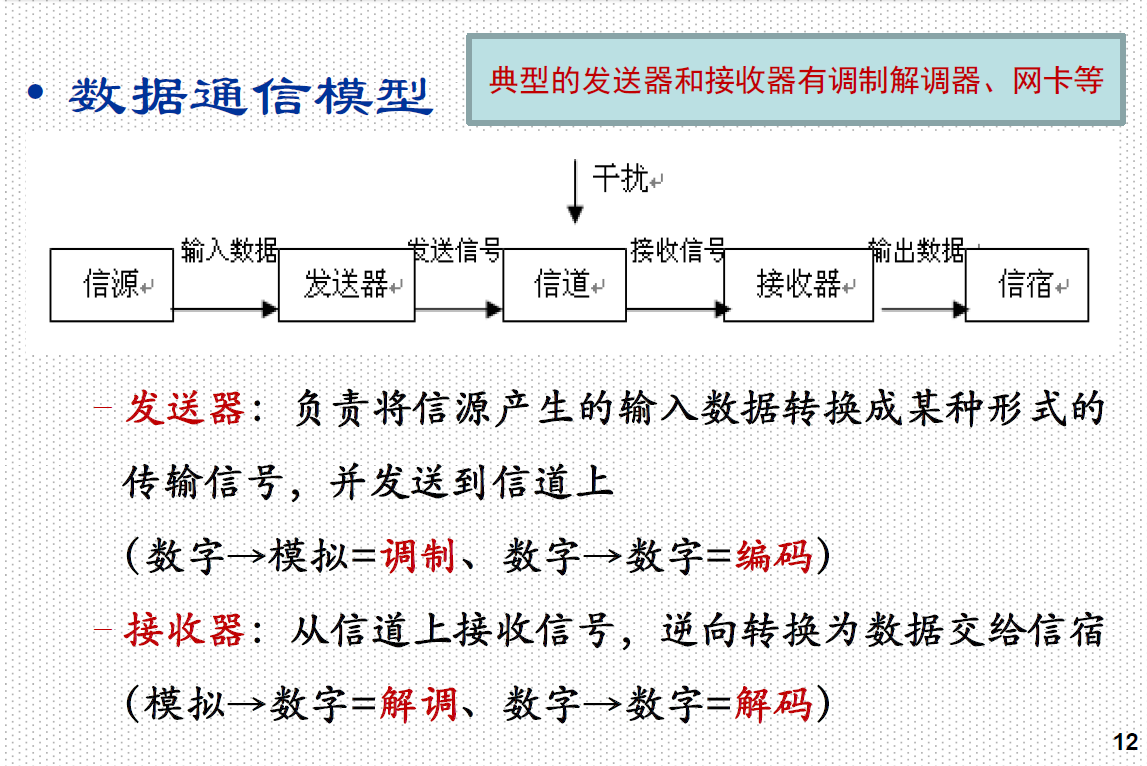 • 数据通信模型
典型的发送器和接收器有调制解调器、网卡等
干扰↵
输入数据
发送信号
接收信号
输出数据
信源↵
发送器↵
信道↵
接收器↵
信宿↵
– 发送器：负责将信源产生的输入数据转换成某种形式的
传输信号，并发送到信道上
(数字→模拟=调制、数字→数字=编码)
– 接收器：从信道上接收信号，逆向转换为数据交给信宿
(模拟→数字=解调、数字→数字=解码)
12